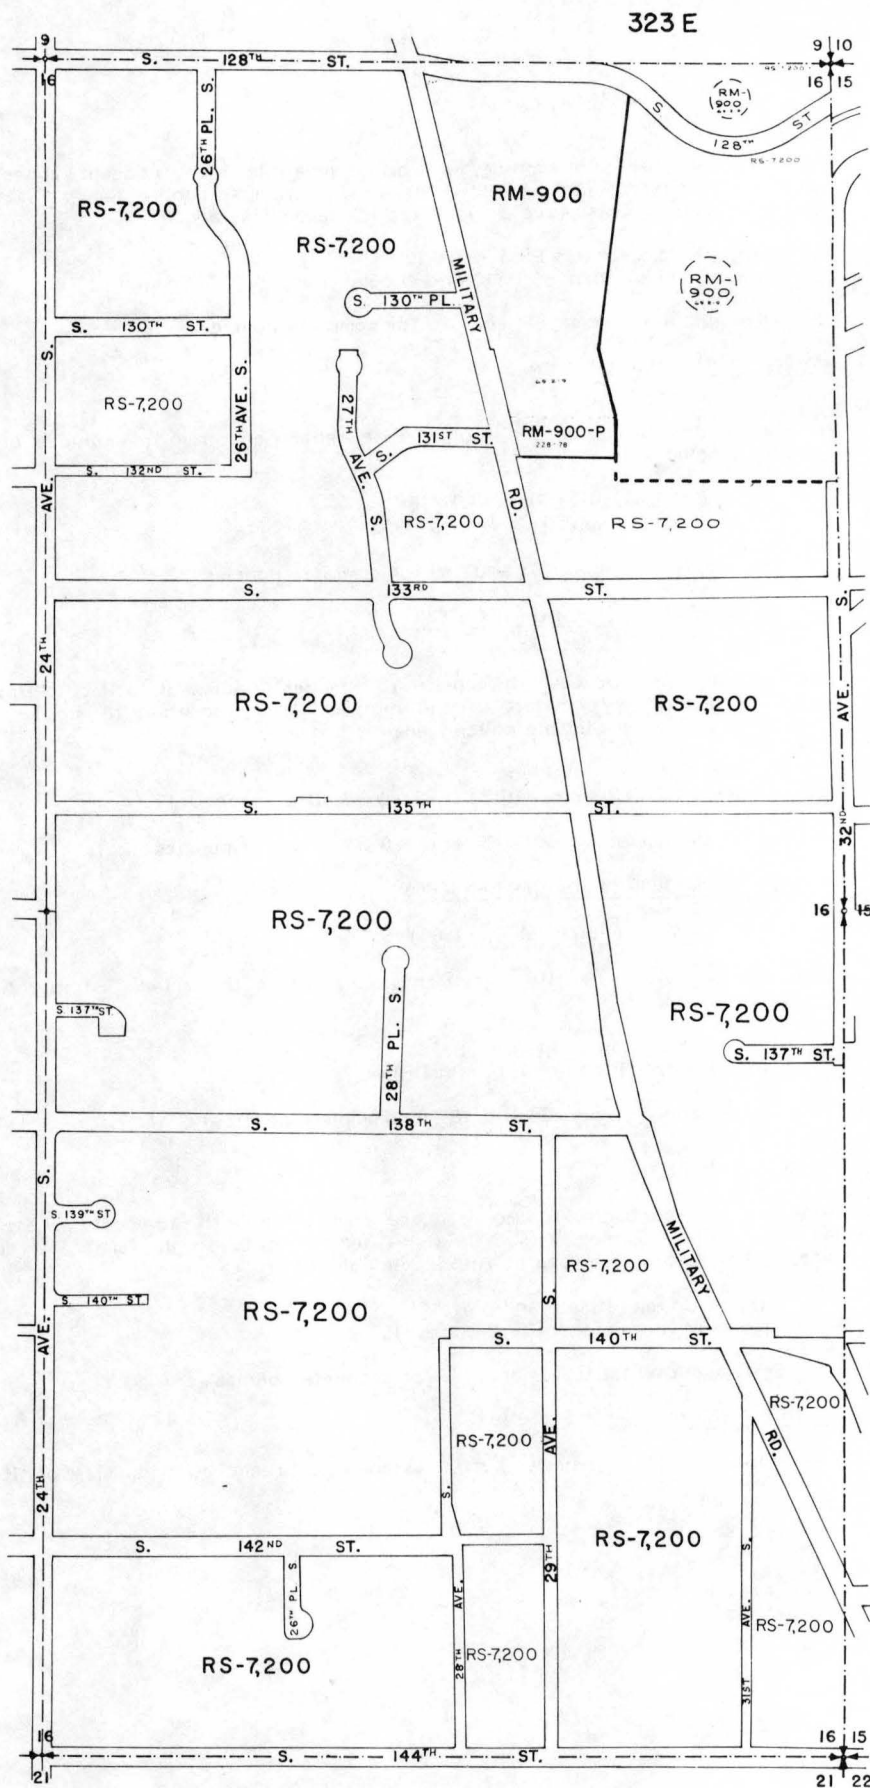 323 E
9
9 10
S. 128TH ST.
16
16 15
RS-7,200
RM-900
S. 128TH ST
RS-7200
26TH PL. S.
RS-7,200
RS-7,200
RM-900
RM-900
MILITARY
S. 130TH PL.
S. 130TH ST.
S.
RS-7,200
26TH AVE. S.
27TH AVE. S.
S. 131ST ST.
RM-900-P
228-78
S. 132ND ST.
AVE.
RD.
RS-7,200
RS-7,200
S. 133RD ST.
S.
24TH
RS-7,200
RS-7,200
AVE.
S. 135TH ST.
32ND
RS-7,200
16 15
S. 137TH ST.
28TH PL. S.
RS-7,200
S. 137TH ST.
S. 138TH ST.
S.
S. 139TH ST
MILITARY
RS-7,200
S. 140TH ST.
RS-7,200
S.
AVE.
S. 140TH ST.
RS-7,200
RS-7,200
AVE.
RD.
24TH
S.
RS-7,200
S. 142ND ST.
29TH
S.
26TH PL S
28TH AVE.
RS-7,200
31ST AVE.
RS-7,200
RS-7,200
16
16 15
S. 144TH ST.
21
21 22